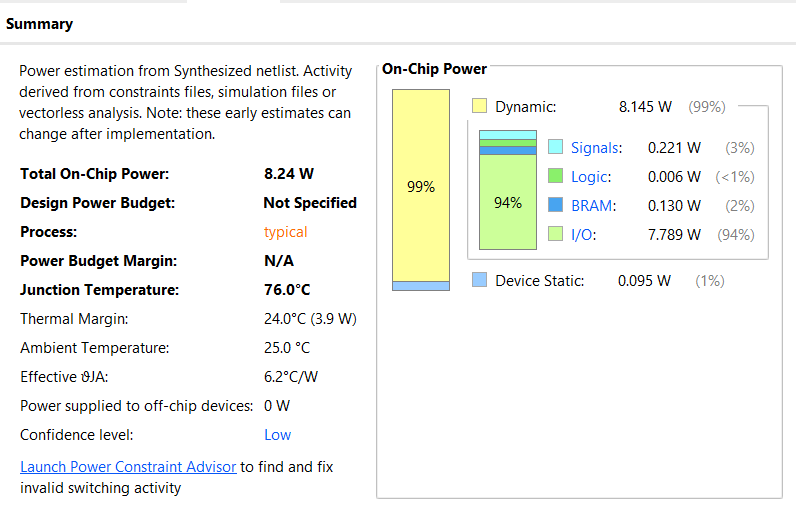 Summary
Power estimation from Synthesized netlist. Activity
derived from constraints files, simulation files or
vectorless analysis. Note: these early estimates can
change after implementation.
Total On-Chip Power: 8.24 W
Design Power Budget: Not Specified
Process: typical
Power Budget Margin: N/A
Junction Temperature: 76.0°C
Thermal Margin: 24.0°C (3.9 W)
Ambient Temperature: 25.0 °C
Effective ϑJA: 6.2°C/W
Power supplied to off-chip devices: 0 W
Confidence level: Low
Launch Power Constraint Advisor to find and fix
invalid switching activity
On-Chip Power
99%
Dynamic: 8.145 W (99%)
94%
Signals: 0.221 W (3%)
Logic: 0.006 W (<1%)
BRAM: 0.130 W (2%)
I/O: 7.789 W (94%)
Device Static: 0.095 W (1%)